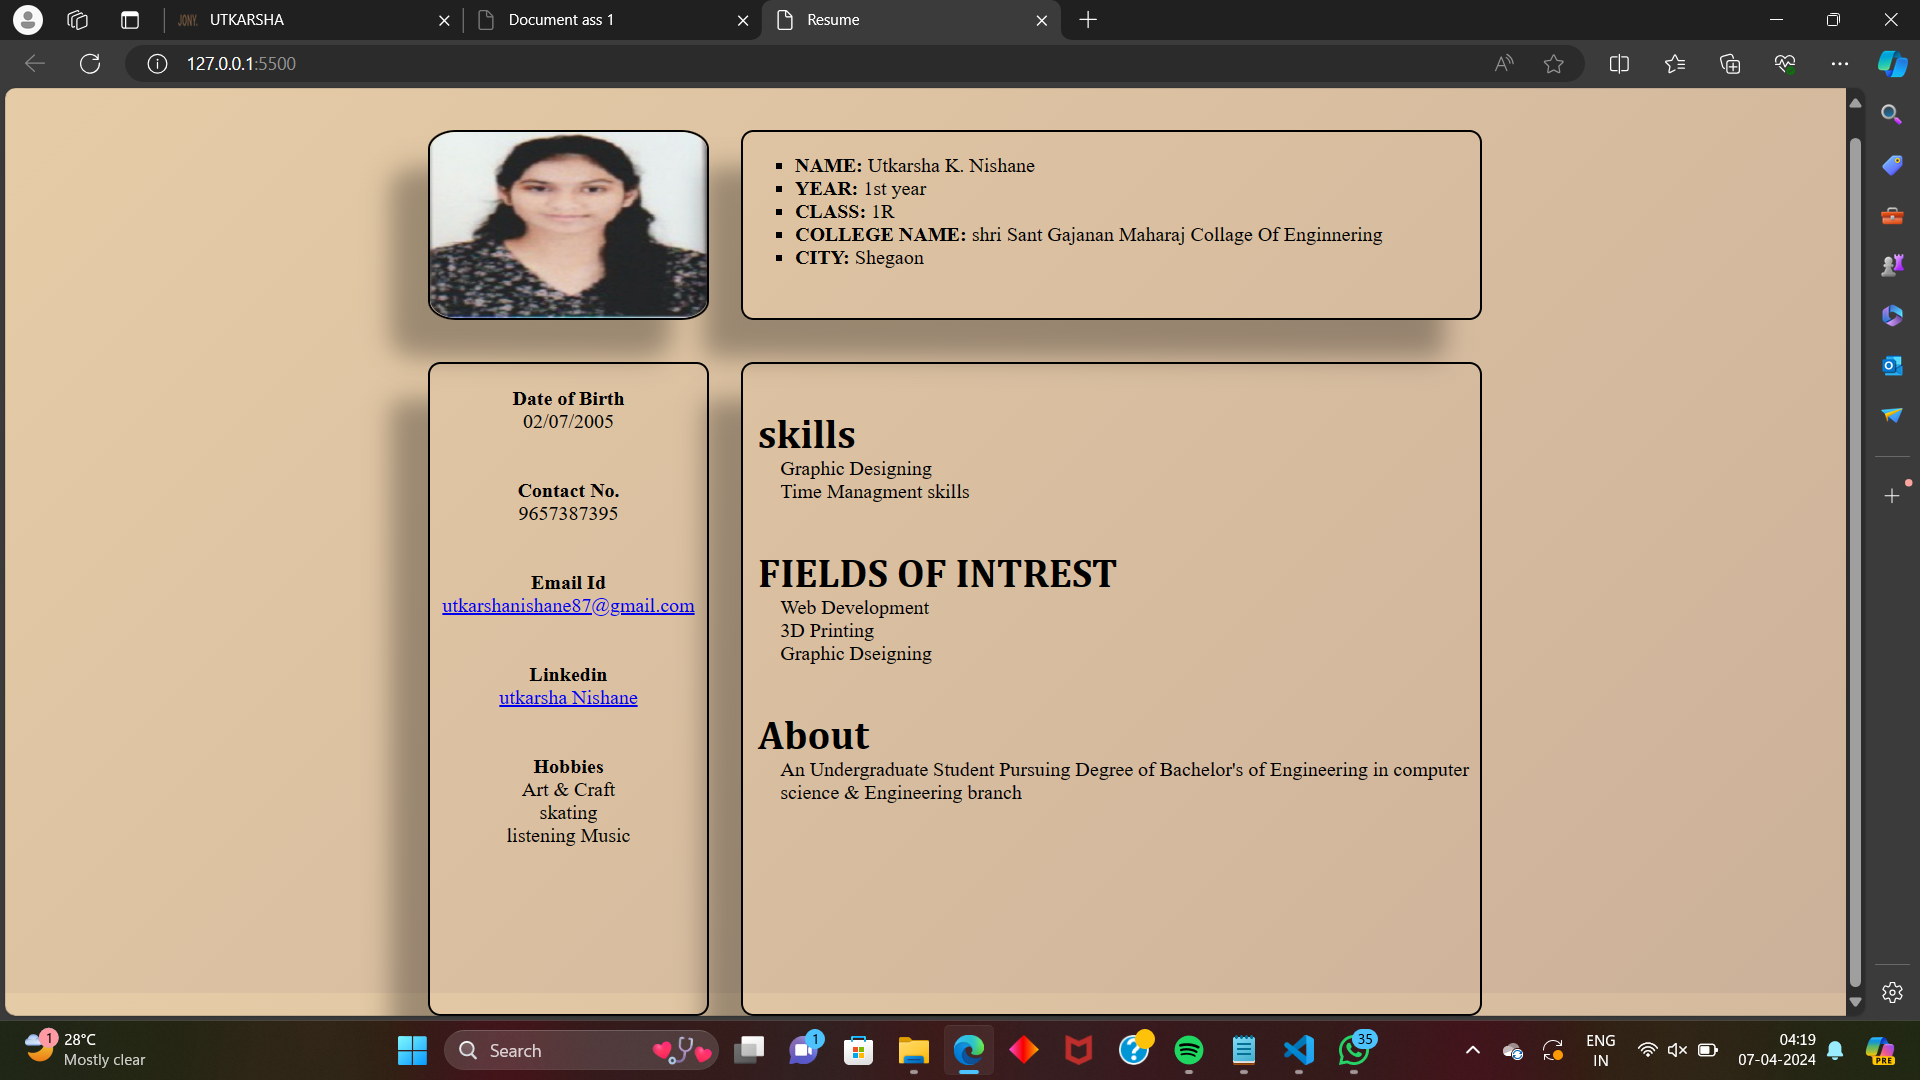 JONY. UTKARSHA
Document ass 1
Resume
127.0.0.1:5500
NAME: Utkarsha K. Nishane
YEAR: 1st year
CLASS: 1R
COLLEGE NAME: shri Sant Gajanan Maharaj Collage Of Enginnering
CITY: Shegaon
Date of Birth
02/07/2005
Contact No.
9657387395
Email Id
utkarshanishane87@gmail.com
Linkedin
utkarsha Nishane
Hobbies
Art & Craft
skating
listening Music
skills
Graphic Designing
Time Managment skills
FIELDS OF INTREST
Web Development
3D Printing
Graphic Dseigning
About
An Undergraduate Student Pursuing Degree of Bachelor's of Engineering in computer
science & Engineering branch
1
28°C
Mostly clear
Search
1
35
ENG
IN
04:19
07-04-2024
PRE